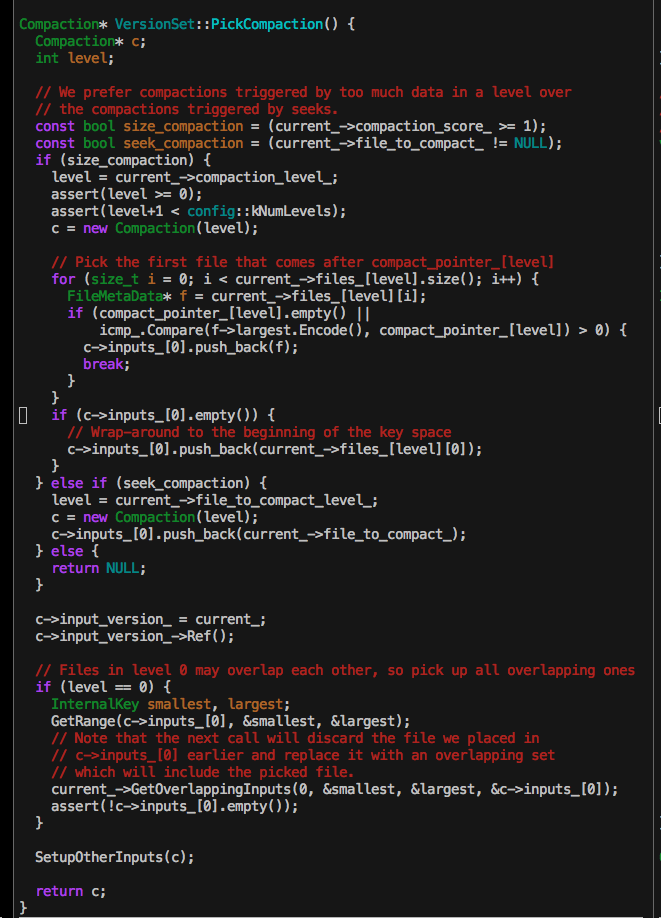 Compaction* VersionSet::PickCompaction() {
  Compaction* c;
  int level;

  // We prefer compactions triggered by too much data in a level over
  // the compactions triggered by seeks.
  const bool size_compaction = (current_->compaction_score_ >= 1);
  const bool seek_compaction = (current_->file_to_compact_ != NULL);
  if (size_compaction) {
    level = current_->compaction_level_;
    assert(level >= 0);
    assert(level+1 < config::kNumLevels);
    c = new Compaction(level);

    // Pick the first file that comes after compact_pointer_[level]
    for (size_t i = 0; i < current_->files_[level].size(); i++) {
      FileMetaData* f = current_->files_[level][i];
      if (compact_pointer_[level].empty() ||
          icmp_.Compare(f->largest.Encode(), compact_pointer_[level]) > 0) {
        c->inputs_[0].push_back(f);
        break;
      }
    }
    if (c->inputs_[0].empty()) {
      // Wrap-around to the beginning of the key space
      c->inputs_[0].push_back(current_->files_[level][0]);
    }
  } else if (seek_compaction) {
    level = current_->file_to_compact_level_;
    c = new Compaction(level);
    c->inputs_[0].push_back(current_->file_to_compact_);
  } else {
    return NULL;
  }

  c->input_version_ = current_;
  c->input_version_->Ref();

  // Files in level 0 may overlap each other, so pick up all overlapping ones
  if (level == 0) {
    InternalKey smallest, largest;
    GetRange(c->inputs_[0], &smallest, &largest);
    // Note that the next call will discard the file we placed in
    // c->inputs_[0] earlier and replace it with an overlapping set
    // which will include the picked file.
    current_->GetOverlappingInputs(0, &smallest, &largest, &c->inputs_[0]);
    assert(!c->inputs_[0].empty());
  }

  SetupOtherInputs(c);

  return c;
}